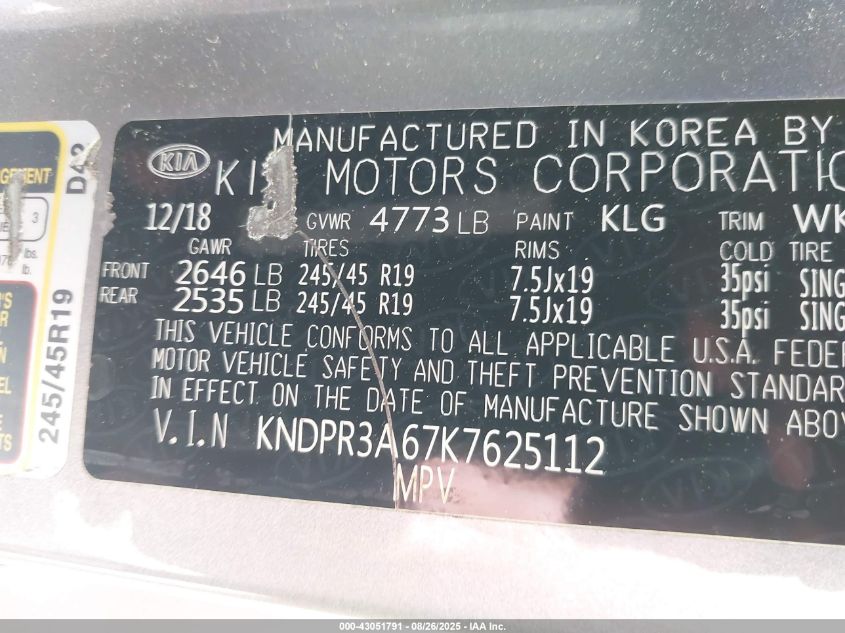 MANUFACTURED IN KOREA BY
KIA KI MOTORS CORPORATIO
12/18 GVWR 4773 LB PAINT KLG TRIM WK
GAWR TIRES RIMS COLD TIRE
FRONT 2646 LB 245/45 R19 7.5Jx19 35psi SING
REAR 2535 LB 245/45 R19 7.5Jx19 35psi SING
THIS VEHICLE CONFORMS TO ALL APPLICABLE U.S.A. FEDER
MOTOR VEHICLE SAFETY AND THEFT PREVENTION STANDAR
IN EFFECT ON THE DATE OF MANUFACTURE SHOWN ABOV
V.I.N KNDPR3A67K7625112
MPV
D42
3
lbs.
lb.
245/45R19
000-43051791 - 08/26/2025 - IAA Inc.